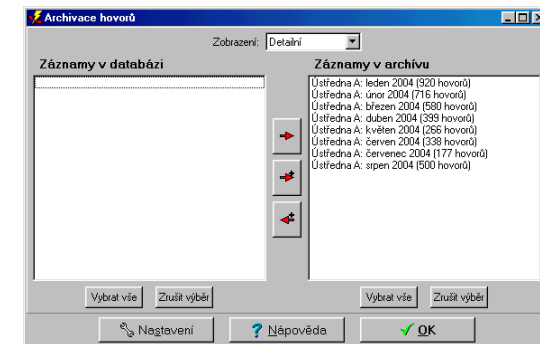 Archivace hovorů
Zobrazení: Detailní
Záznamy v databázi
Záznamy v archívu
Ústředna A: leden 2004 (920 hovorů)
Ústředna A: únor 2004 (716 hovorů)
Ústředna A: březen 2004 (580 hovorů)
Ústředna A: duben 2004 (399 hovorů)
Ústředna A: květen 2004 (266 hovorů)
Ústředna A: červen 2004 (338 hovorů)
Ústředna A: červenec 2004 (177 hovorů)
Ústředna A: srpen 2004 (500 hovorů)
Vybrat vše Zrušit výběr
Vybrat vše Zrušit výběr
Nastavení
Nápověda
OK